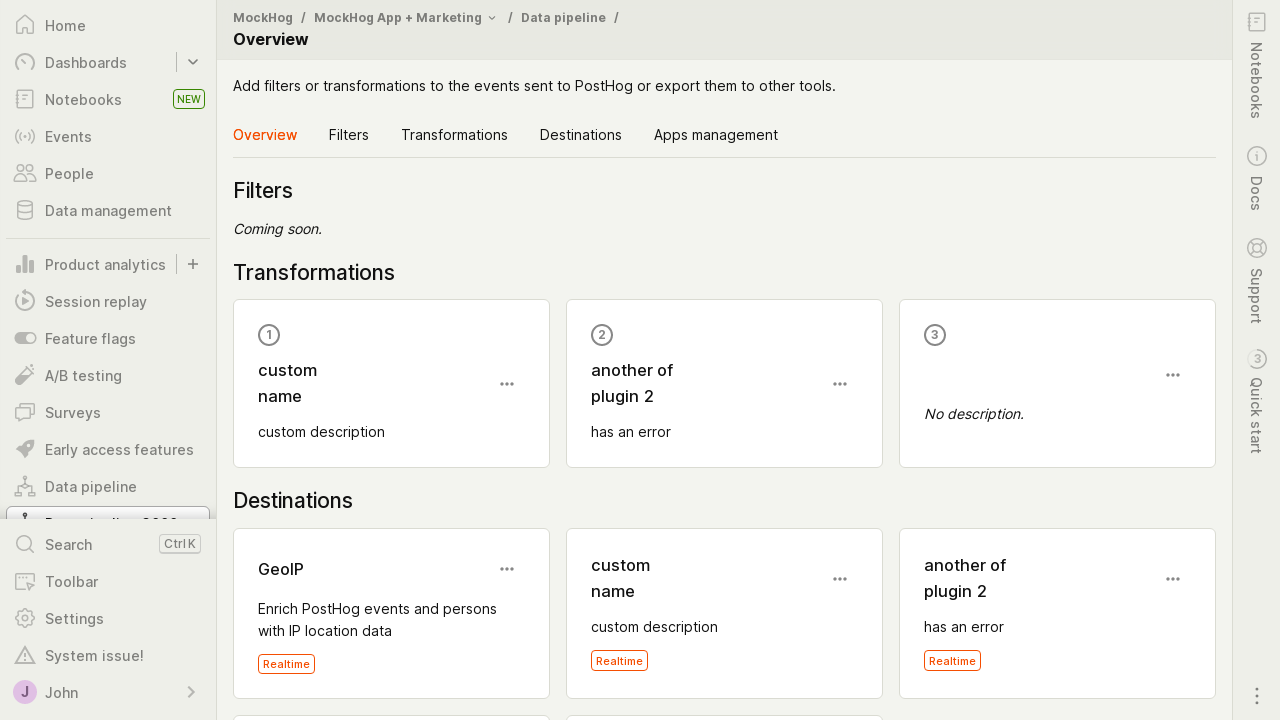 Home
Dashboards
Notebooks NEW
Events
People
Data management
Product analytics
Session replay
Feature flags
A/B testing
Surveys
Early access features
Data pipeline
Search Ctrl K
Toolbar
Settings
System issue!
J John
MockHog / MockHog App + Marketing / Data pipeline /
Overview
Add filters or transformations to the events sent to PostHog or export them to other tools.
Overview Filters Transformations Destinations Apps management
Filters
Coming soon.
Transformations
1
custom
name
custom description
2
another of
plugin 2
has an error
3
No description.
Destinations
GeoIP
Enrich PostHog events and persons
with IP location data
Realtime
custom
name
custom description
Realtime
another of
plugin 2
has an error
Realtime
Notebooks
Docs
Support
3 Quick start